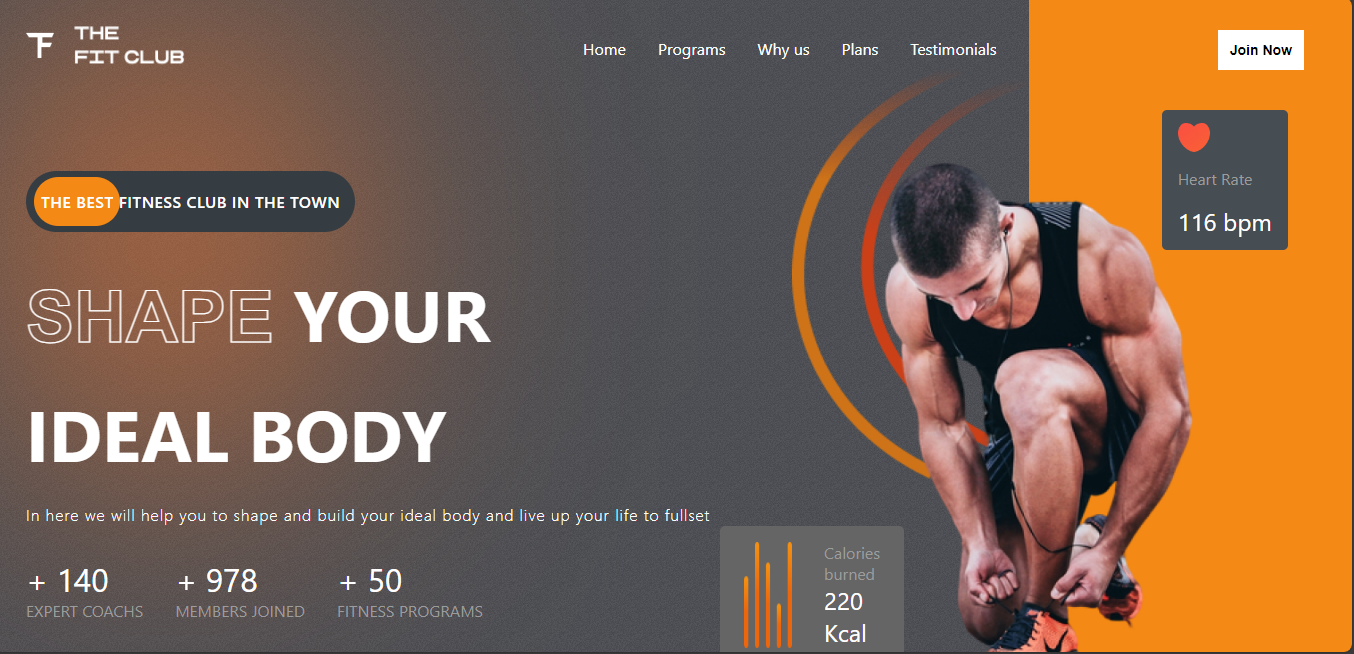 THE
FIT CLUB
Home Programs Why us Plans Testimonials
Join Now
Heart Rate
116 bpm
THE BEST FITNESS CLUB IN THE TOWN
SHAPE YOUR
IDEAL BODY
In here we will help you to shape and build your ideal body and live up your life to fullset
+ 140
EXPERT COACHS
+ 978
MEMBERS JOINED
+ 50
FITNESS PROGRAMS
Calories
burned
220
Kcal